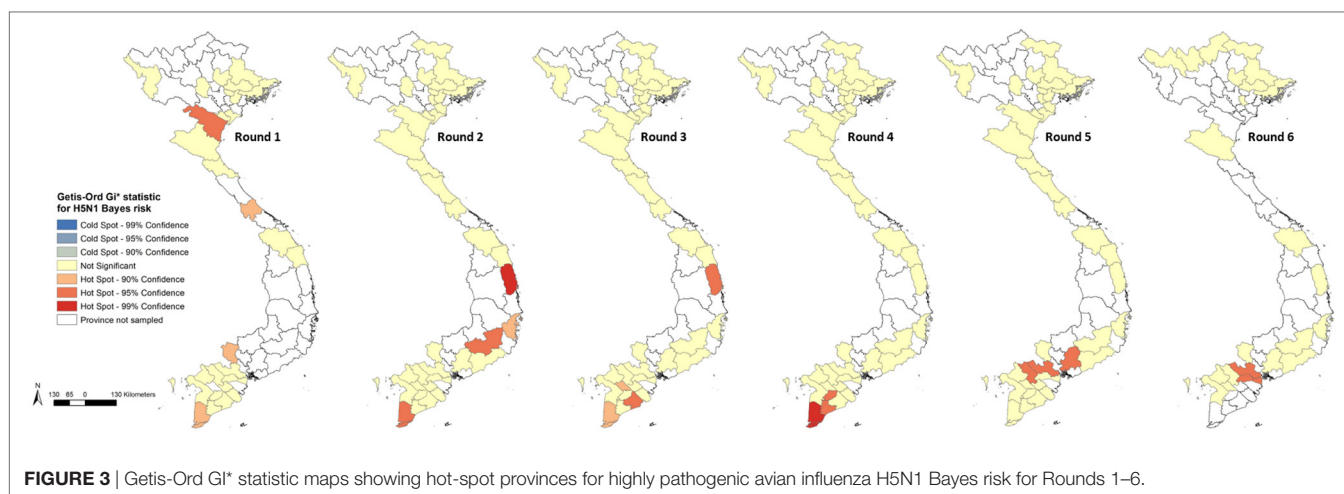 Round 1
Round 2
Round 3
Round 4
Round 5
Round 6
Getis-Ord Gi* statistic
for H5N1 Bayes risk
Cold Spot - 99% Confidence
Cold Spot - 95% Confidence
Cold Spot - 90% Confidence
Not Significant
Hot Spot - 90% Confidence
Hot Spot - 95% Confidence
Hot Spot - 99% Confidence
Province not sampled
N
130 65 0 130 Kilometers
FIGURE 3 | Getis-Ord GI* statistic maps showing hot-spot provinces for highly pathogenic avian influenza H5N1 Bayes risk for Rounds 1–6.